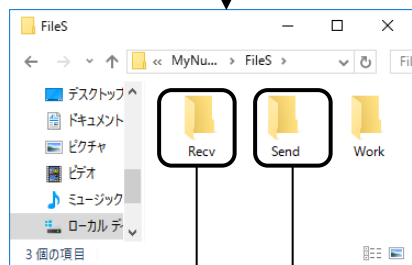 FileS
« MyNu... > FileS >
デスクトップ
ドキュメント
ピクチャ
ビデオ
ミュージック
ローカル ディ
Recv
Send
Work
3 個の項目